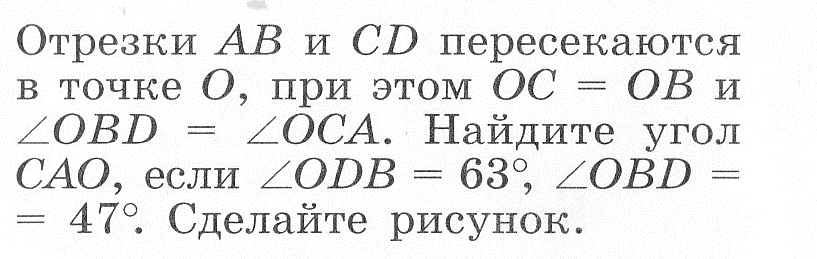 Отрезки AB и CD пересекаются
в точке O, при этом OC = OB и
∠OBD = ∠OCA. Найдите угол
CAO, если ∠ODB = 63°, ∠OBD =
= 47°. Сделайте рисунок.